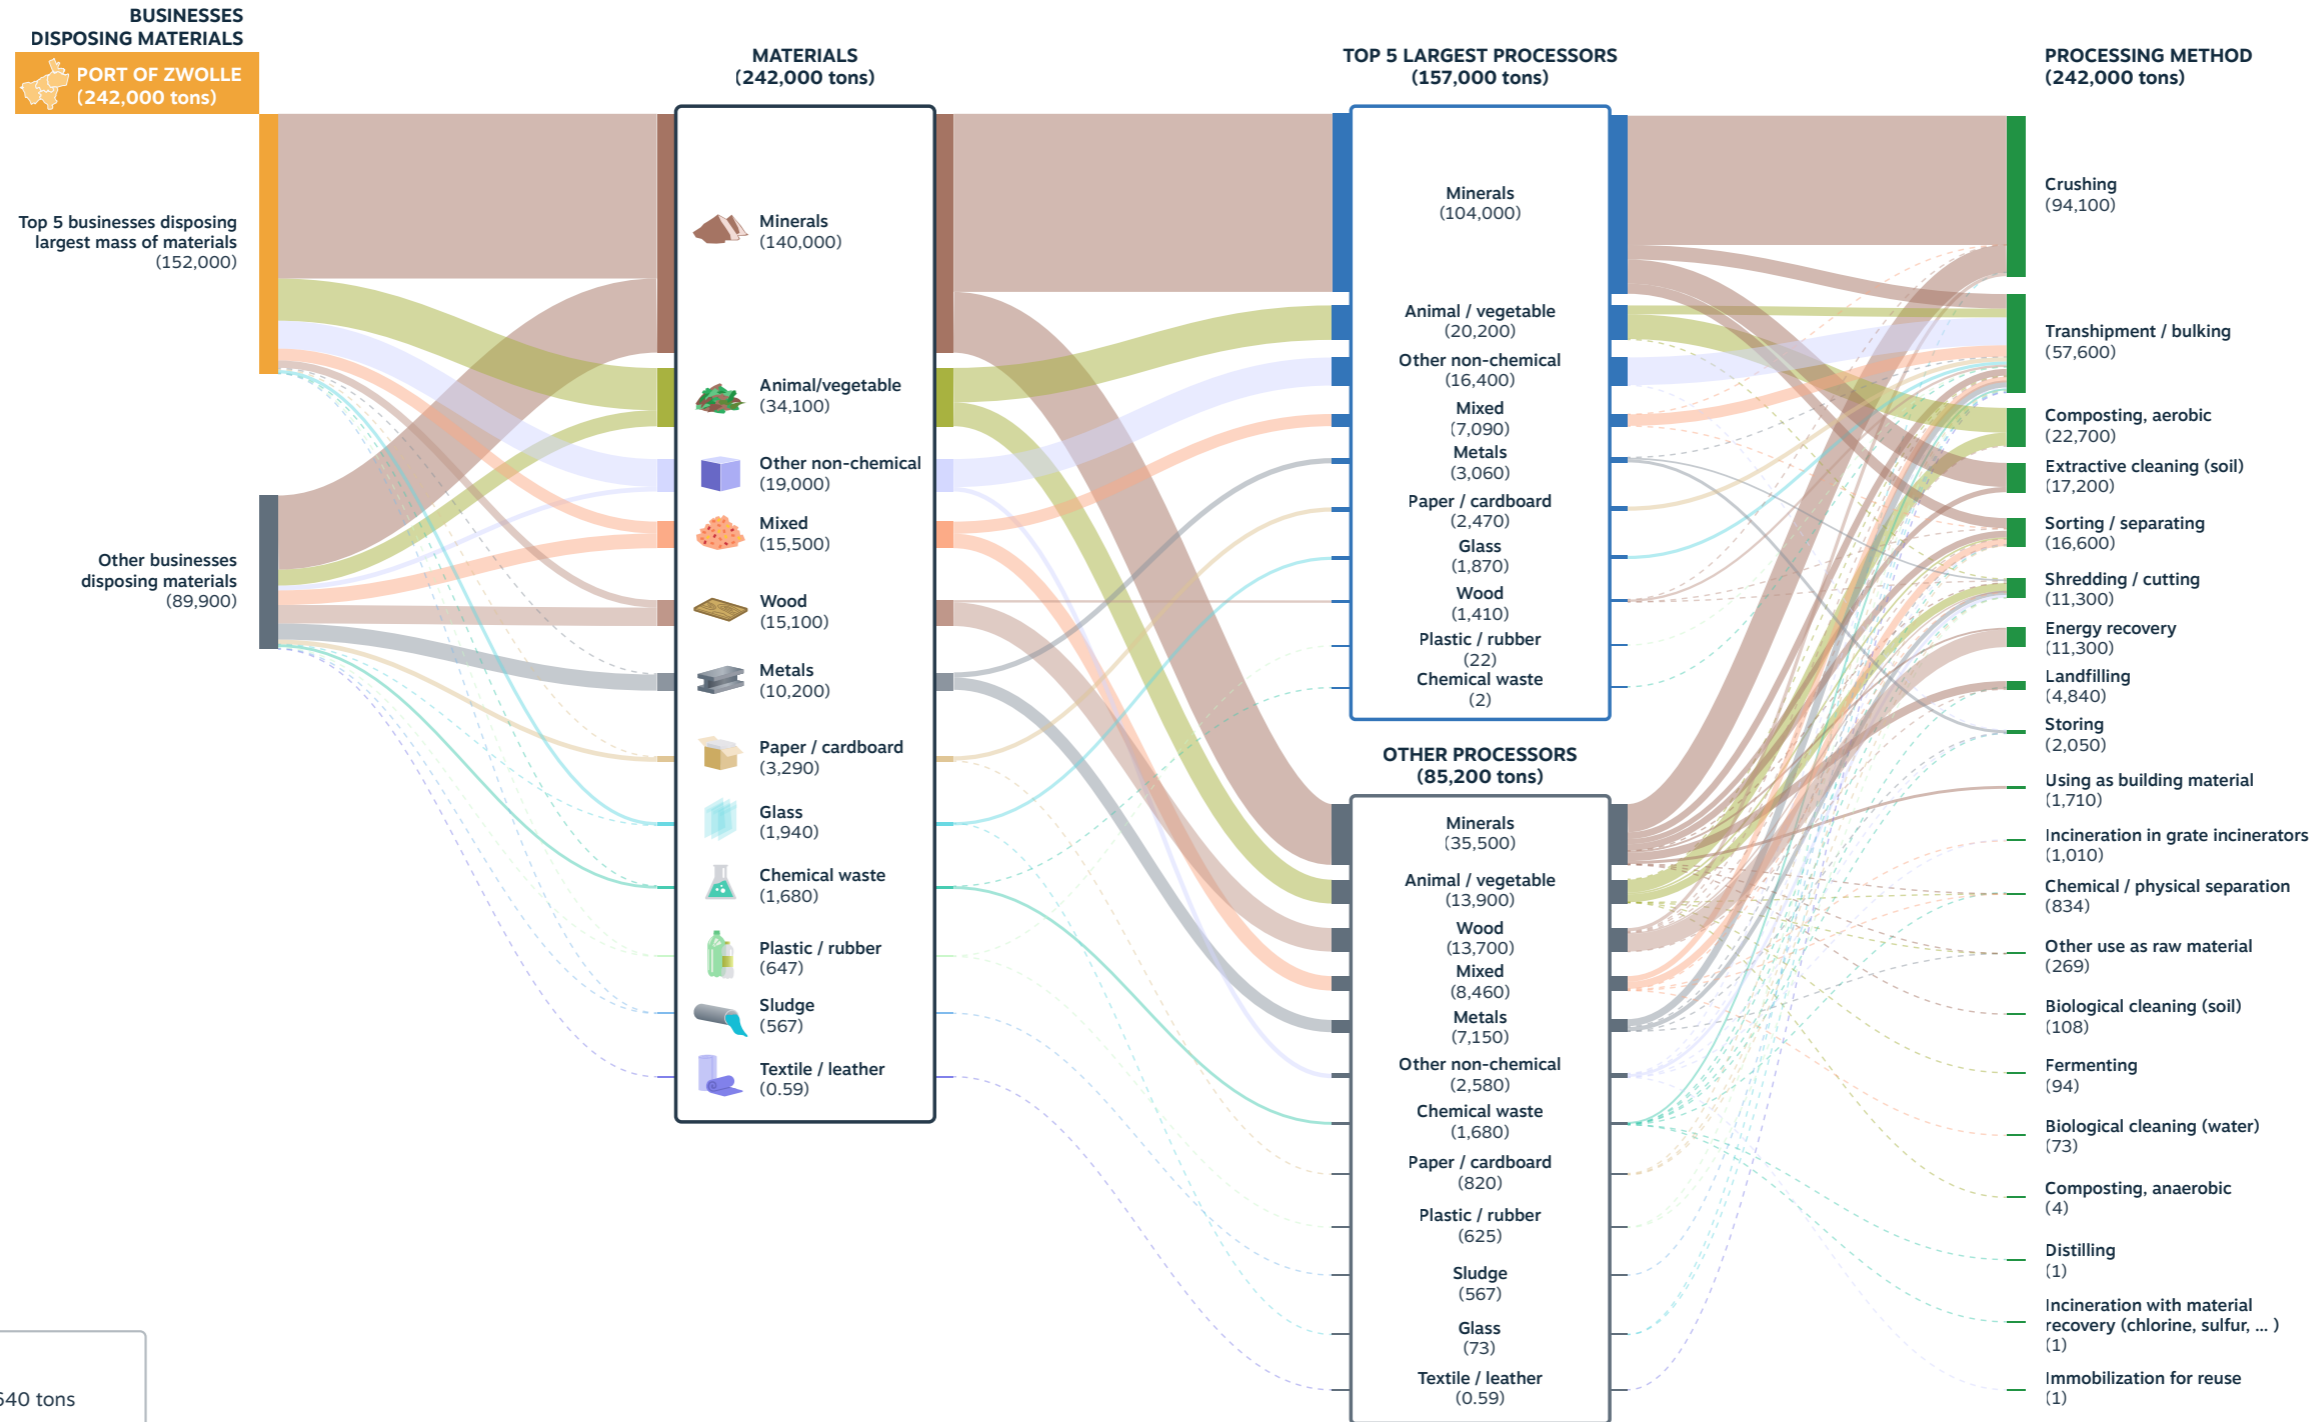 BUSINESSES
DISPOSING MATERIALS
PORT OF ZWOLLE
(242,000 tons)
Top 5 businesses disposing
largest mass of materials
(152,000)
Other businesses
disposing materials
(89,900)
MATERIALS
(242,000 tons)
Minerals
(140,000)
Animal/vegetable
(34,100)
Other non-chemical
(19,000)
Mixed
(15,500)
Wood
(15,100)
Metals
(10,200)
Paper / cardboard
(3,290)
Glass
(1,940)
Chemical waste
(1,680)
Plastic / rubber
(647)
Sludge
(567)
Textile / leather
(0.59)
TOP 5 LARGEST PROCESSORS
(157,000 tons)
Minerals
(104,000)
Animal / vegetable
(20,200)
Other non-chemical
(16,400)
Mixed
(7,090)
Metals
(3,060)
Paper / cardboard
(2,470)
Glass
(1,870)
Wood
(1,410)
Plastic / rubber
(22)
Chemical waste
(2)
OTHER PROCESSORS
(85,200 tons)
Minerals
(35,500)
Animal / vegetable
(13,900)
Wood
(13,700)
Mixed
(8,460)
Metals
(7,150)
Other non-chemical
(2,580)
Chemical waste
(1,680)
Paper / cardboard
(820)
Plastic / rubber
(625)
Sludge
(567)
Glass
(73)
Textile / leather
(0.59)
PROCESSING METHOD
(242,000 tons)
Crushing
(94,100)
Transhipment / bulking
(57,600)
Composting, aerobic
(22,700)
Extractive cleaning (soil)
(17,200)
Sorting / separating
(16,600)
Shredding / cutting
(11,300)
Energy recovery
(11,300)
Landfilling
(4,840)
Storing
(2,050)
Using as building material
(1,710)
Incineration in grate incinerators
(1,010)
Chemical / physical separation
(834)
Other use as raw material
(269)
Biological cleaning (soil)
(108)
Fermenting
(94)
Biological cleaning (water)
(73)
Composting, anaerobic
(4)
Distilling
(1)
Incineration with material
recovery (chlorine, sulfur, ... )
(1)
Immobilization for reuse
(1)
tons